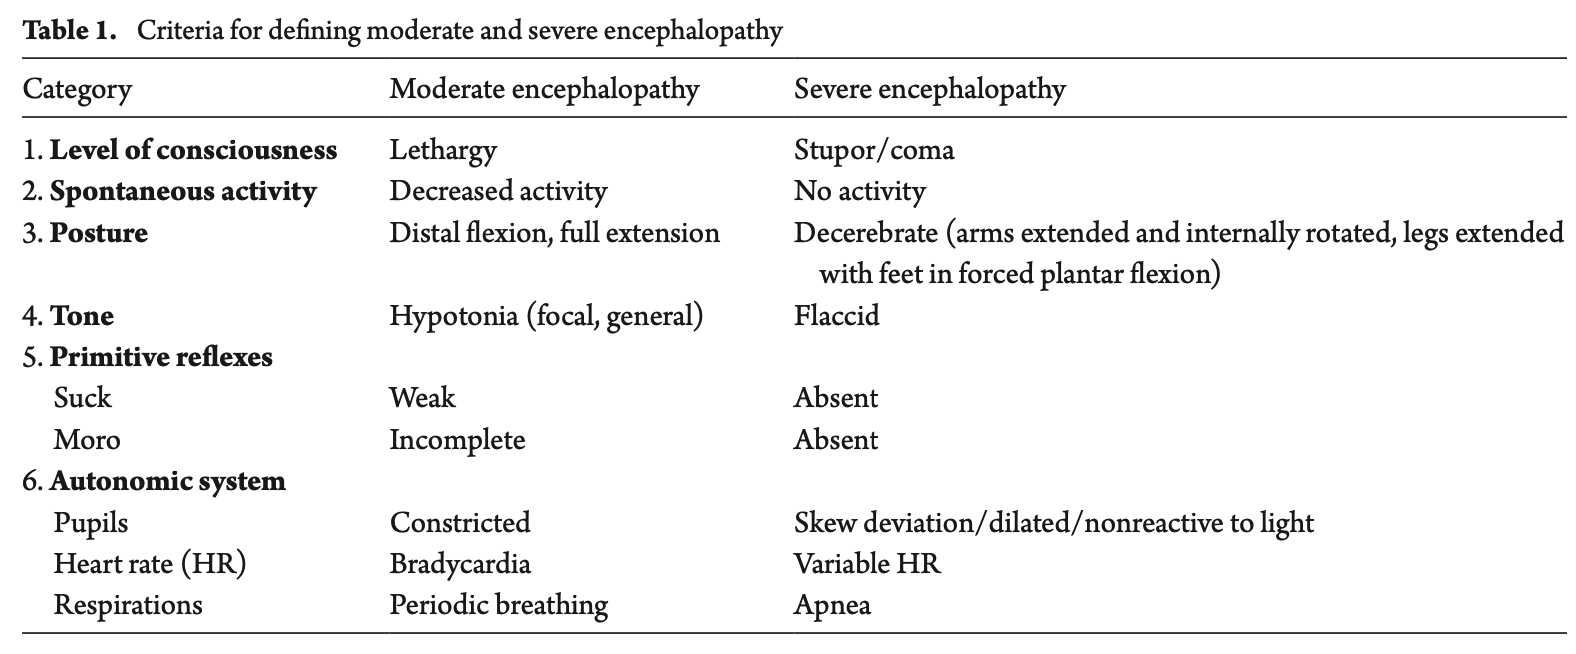 Table 1. Criteria for defining moderate and severe encephalopathy
Category Moderate encephalopathy Severe encephalopathy
1. Level of consciousness Lethargy Stupor/coma
2. Spontaneous activity Decreased activity No activity
3. Posture Distal flexion, full extension Decerebrate (arms extended and internally rotated, legs extended
with feet in forced plantar flexion)
4. Tone Hypotonia (focal, general) Flaccid
5. Primitive reflexes
Suck Weak Absent
Moro Incomplete Absent
6. Autonomic system
Pupils Constricted Skew deviation/dilated/nonreactive to light
Heart rate (HR) Bradycardia Variable HR
Respirations Periodic breathing Apnea